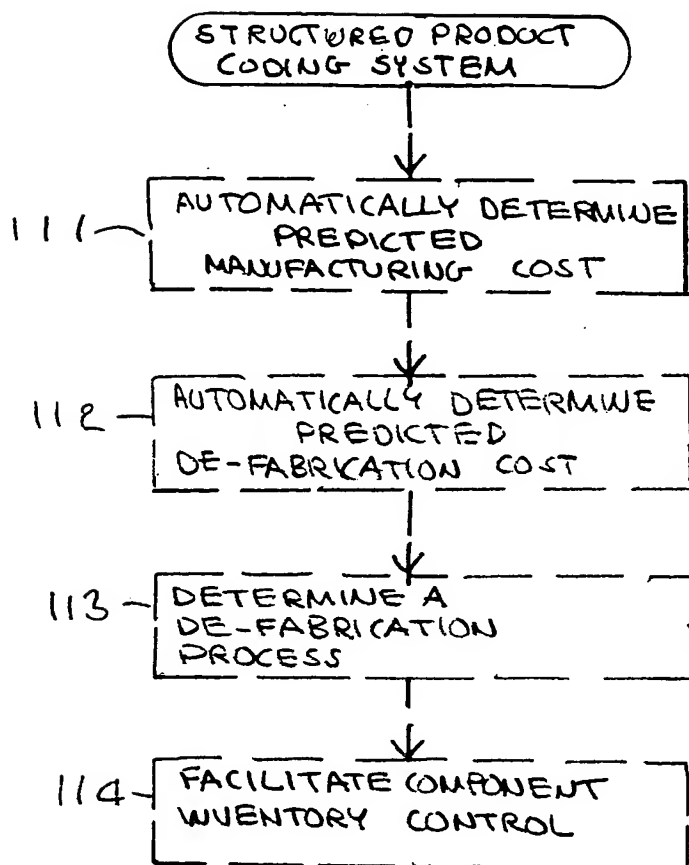 STRUCTURED PRODUCT
CODING SYSTEM
111
AUTOMATICALLY DETERMINE
PREDICTED
MANUFACTURING COST
112
AUTOMATICALLY DETERMINE
PREDICTED
DE-FABRICATION COST
113
DETERMINE A
DE-FABRICATION
PROCESS
114
FACILITATE COMPONENT
INVENTORY CONTROL